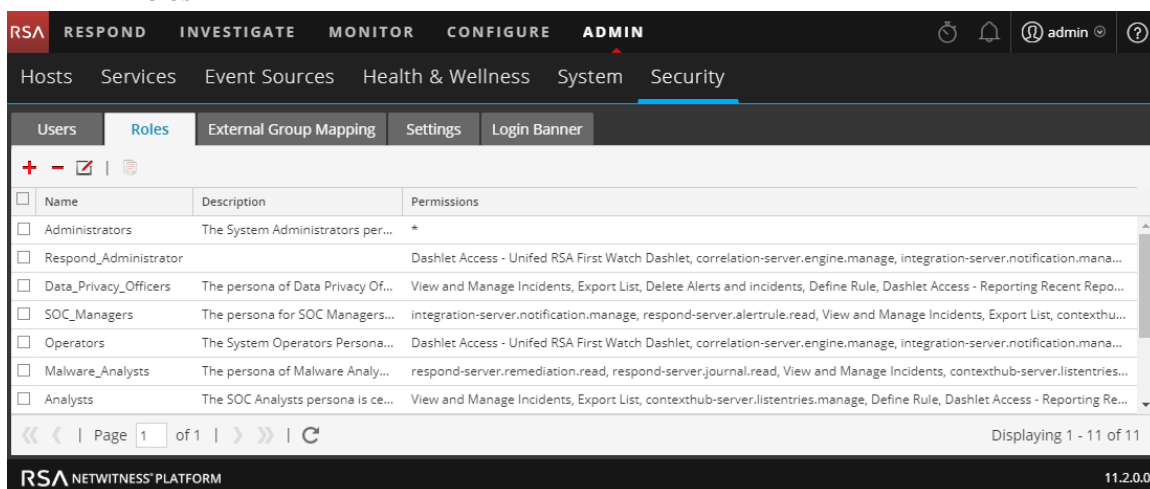 RSA RESPOND INVESTIGATE MONITOR CONFIGURE ADMIN admin ?
Hosts Services Event Sources Health & Wellness System Security
Users Roles External Group Mapping Settings Login Banner
Name Description Permissions
Administrators The System Administrators per... *
Respond_Administrator Dashlet Access - Unifed RSA First Watch Dashlet, correlation-server.engine.manage, integration-server.notification.mana...
Data_Privacy_Officers The persona of Data Privacy Of... View and Manage Incidents, Export List, Delete Alerts and incidents, Define Rule, Dashlet Access - Reporting Recent Repo...
SOC_Managers The persona for SOC Managers... integration-server.notification.manage, respond-server.alertrule.read, View and Manage Incidents, Export List, contexthu...
Operators The System Operators Persona... Dashlet Access - Unifed RSA First Watch Dashlet, correlation-server.engine.manage, integration-server.notification.mana...
Malware_Analysts The persona of Malware Analy... respond-server.remediation.read, respond-server.journal.read, View and Manage Incidents, contexthub-server.listentries...
Analysts The SOC Analysts persona is ce... View and Manage Incidents, Export List, contexthub-server.listentries.manage, Define Rule, Dashlet Access - Reporting Re...
Page 1 of 1 Displaying 1 - 11 of 11
RSA NETWITNESS® PLATFORM 11.2.0.0